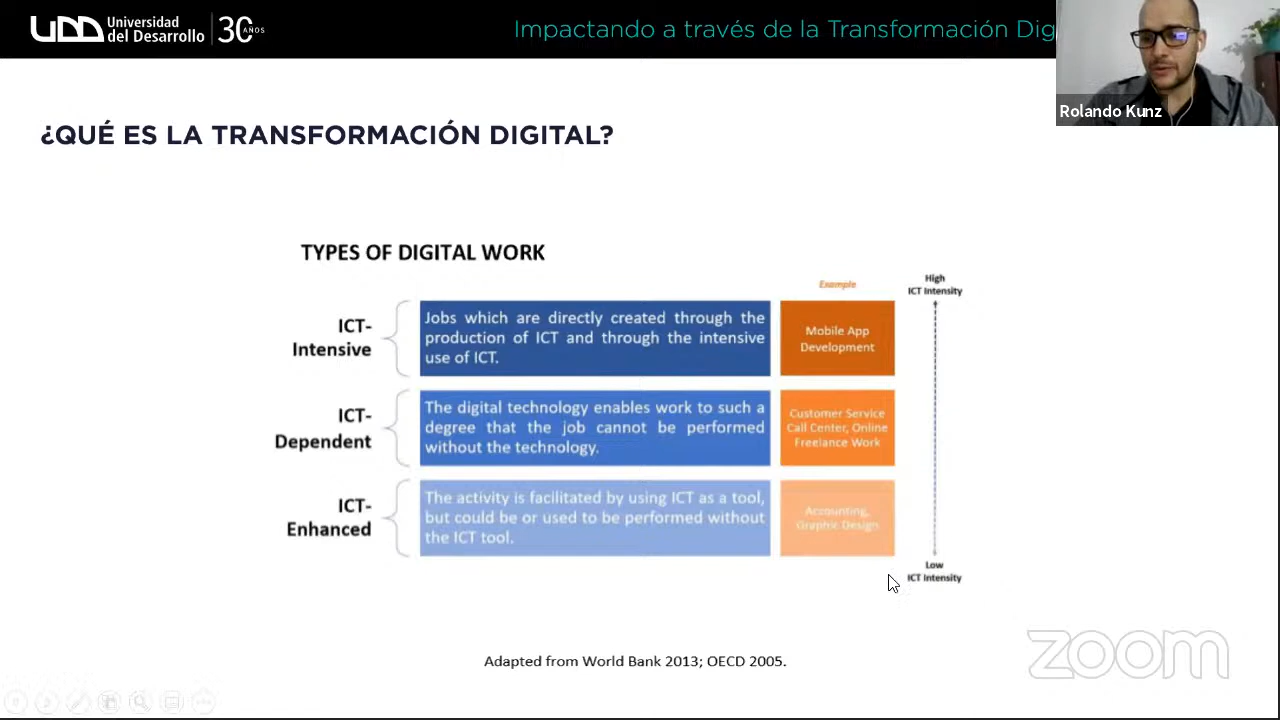 UDD Universidad
del Desarrollo
30 AÑOS
Impactando a través de la Transformación Dig
Rolando Kunz
¿QUÉ ES LA TRANSFORMACIÓN DIGITAL?
TYPES OF DIGITAL WORK
Example
High
ICT Intensity
ICT-
Intensive
Jobs which are directly created through the
production of ICT and through the intensive
use of ICT.
Mobile App
Development
ICT-
Dependent
The digital technology enables work to such a
degree that the job cannot be performed
without the technology.
Customer Service
Call Center, Online
Freelance Work
ICT-
Enhanced
The activity is facilitated by using ICT as a tool,
but could be or used to be performed without
the ICT tool.
Accounting,
Graphic Design
Low
ICT Intensity
Adapted from World Bank 2013; OECD 2005.
zoom